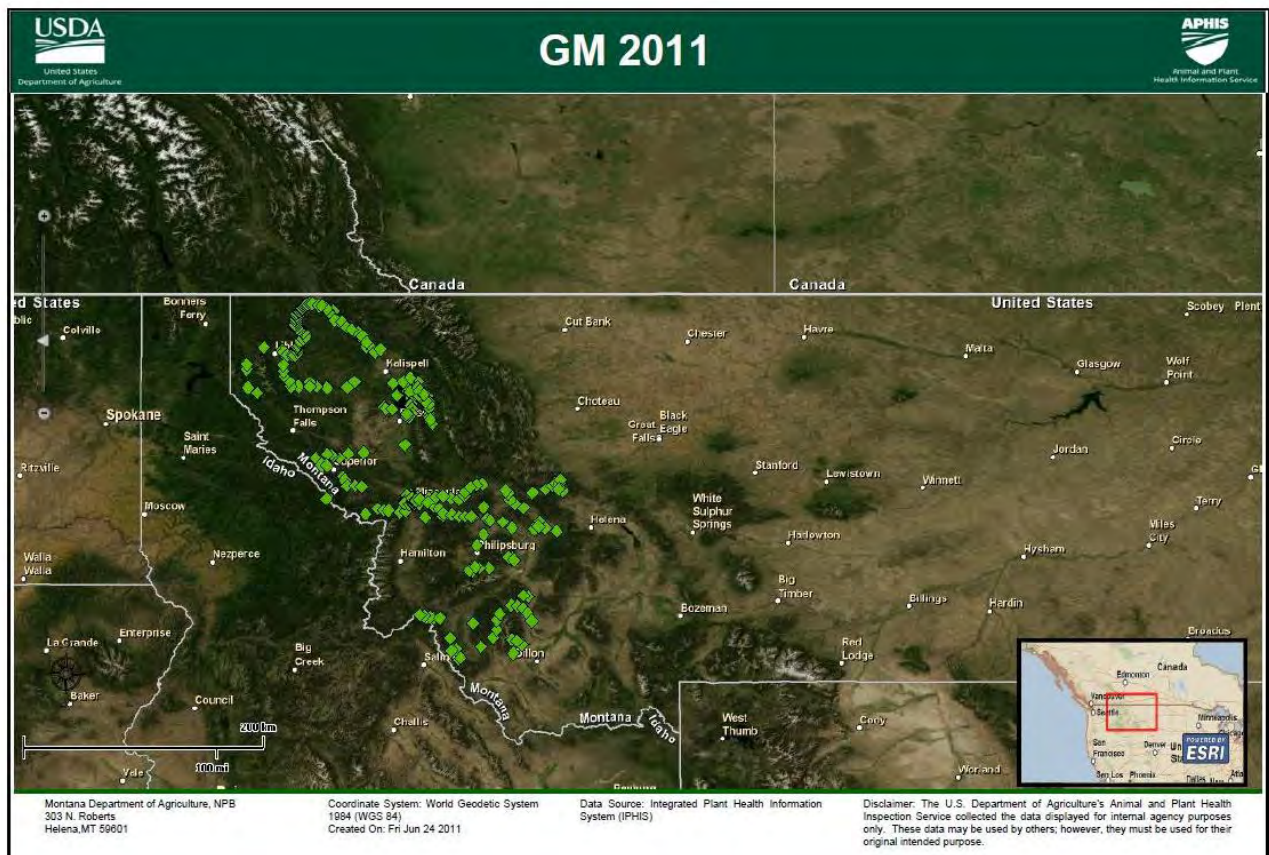 USDA
United States
Department of Agriculture
GM 2011
APHIS
Animal and Plant
Health Information Service
Canada
Canada
ed States
United States
Bonners
Ferry
Colville
Cut Bank
Chester
Havre
Malta
Scobey
Glasgow
Wolf
Point
Kalispell
Spokane
Thompson
Falls
Choteau
Great
Falls
Black
Eagle
Saint
Maries
Ritzville
Idaho
Montana
Superior
Stanford
Lewistown
Winnett
Jordan
Circle
Moscow
Helena
White
Sulphur
Springs
Harlowton
Terry
Miles
City
Walla
Walla
Nezperce
Hamilton
Philipsburg
Hysham
Big
Timber
Billings
Hardin
Bozeman
La Grande
Enterprise
Big
Creek
Dillon
Red
Lodge
Broadus
Baker
Council
Challis
Montana
Montana
Idaho
West
Thumb
Cody
Worland
Vale
200 km
100 mi
Edmonton
Canada
Vancouver
Seattle
Minneapolis
San
Francisco
Denver
Los
Phoenix
Dallas
POWERED BY
ESRI
Montana Department of Agriculture, NPB
303 N. Roberts
Helena,MT 59601
Coordinate System: World Geodetic System
1984 (WGS 84)
Created On: Fri Jun 24 2011
Data Source: Integrated Plant Health Information
System (IPHIS)
Disclaimer: The U.S. Department of Agriculture's Animal and Plant Health
Inspection Service collected the data displayed for internal agency purposes
only. These data may be used by others; however, they must be used for their
original intended purpose.